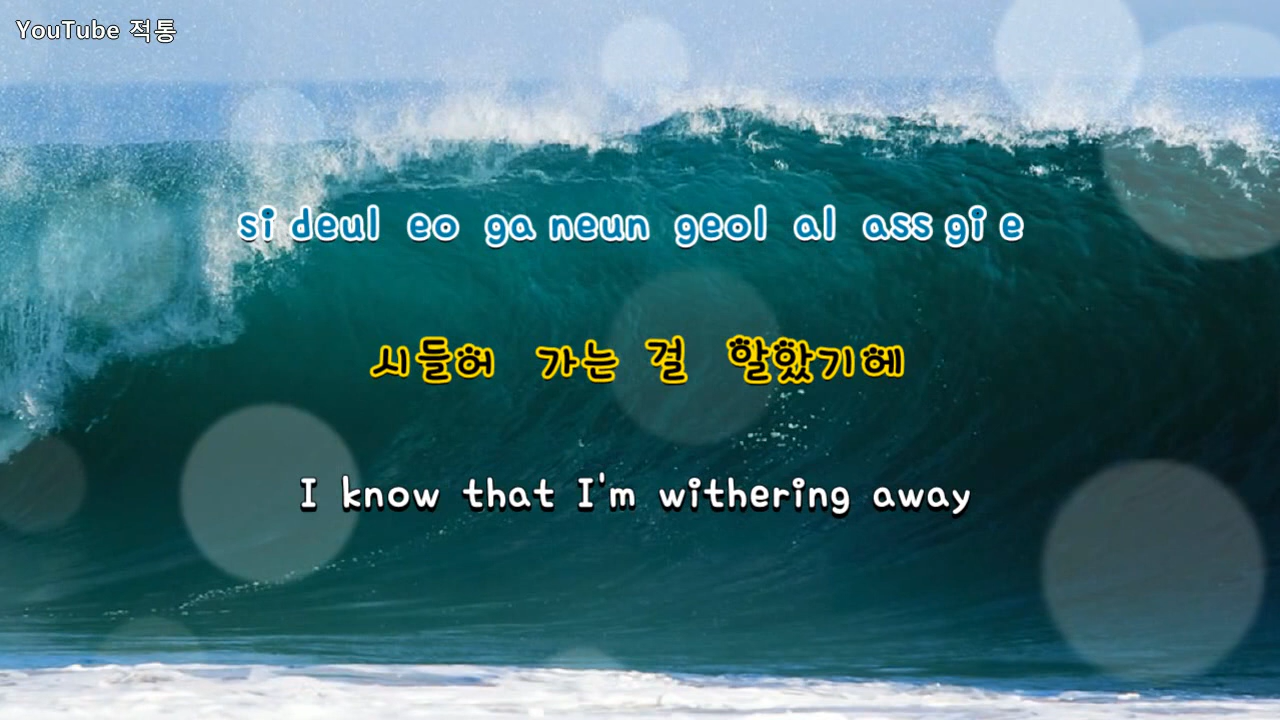 YouTube 적통
si deul eo ga neun geol al ass gi e
시들어 가는 걸 알았기에
I know that I'm withering away